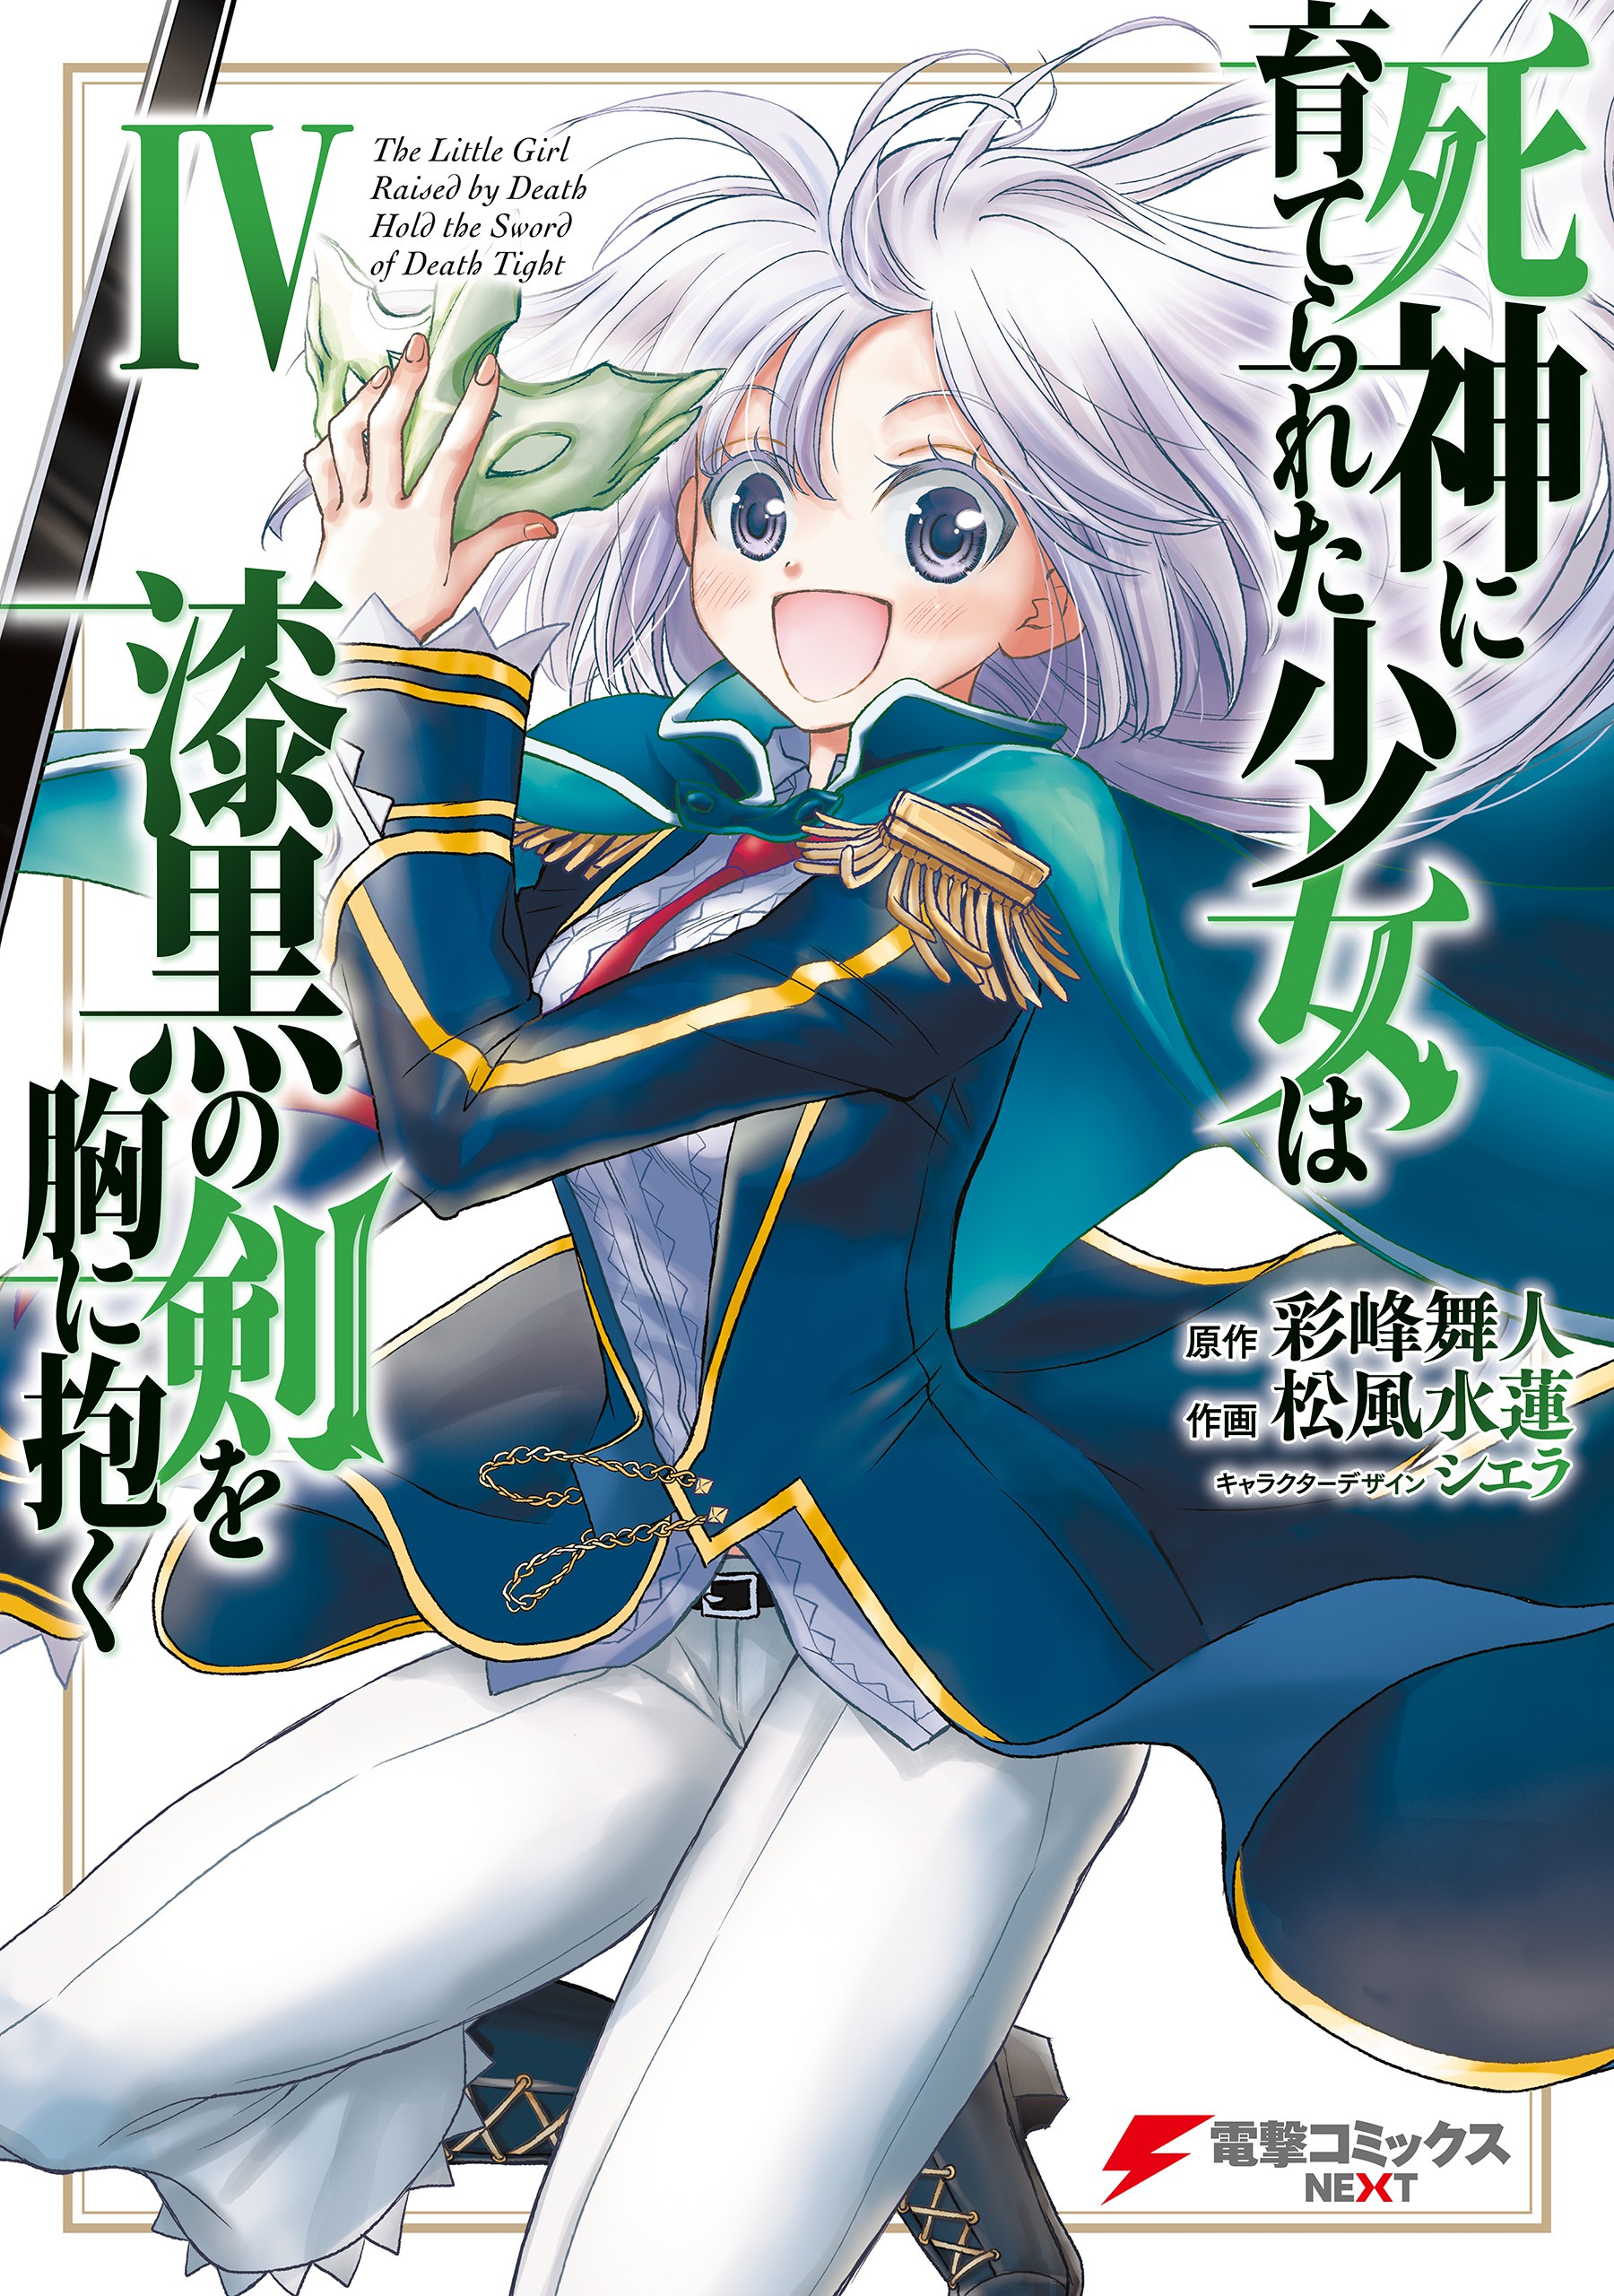 死神に
育てられた少女は
漆黒の剣を
胸に抱く
IV
The Little Girl
Raised by Death
Hold the Sword
of Death Tight
原作 彩峰舞人
作画 松風水蓮
キャラクターデザイン シエラ
電撃コミックス
NEXT